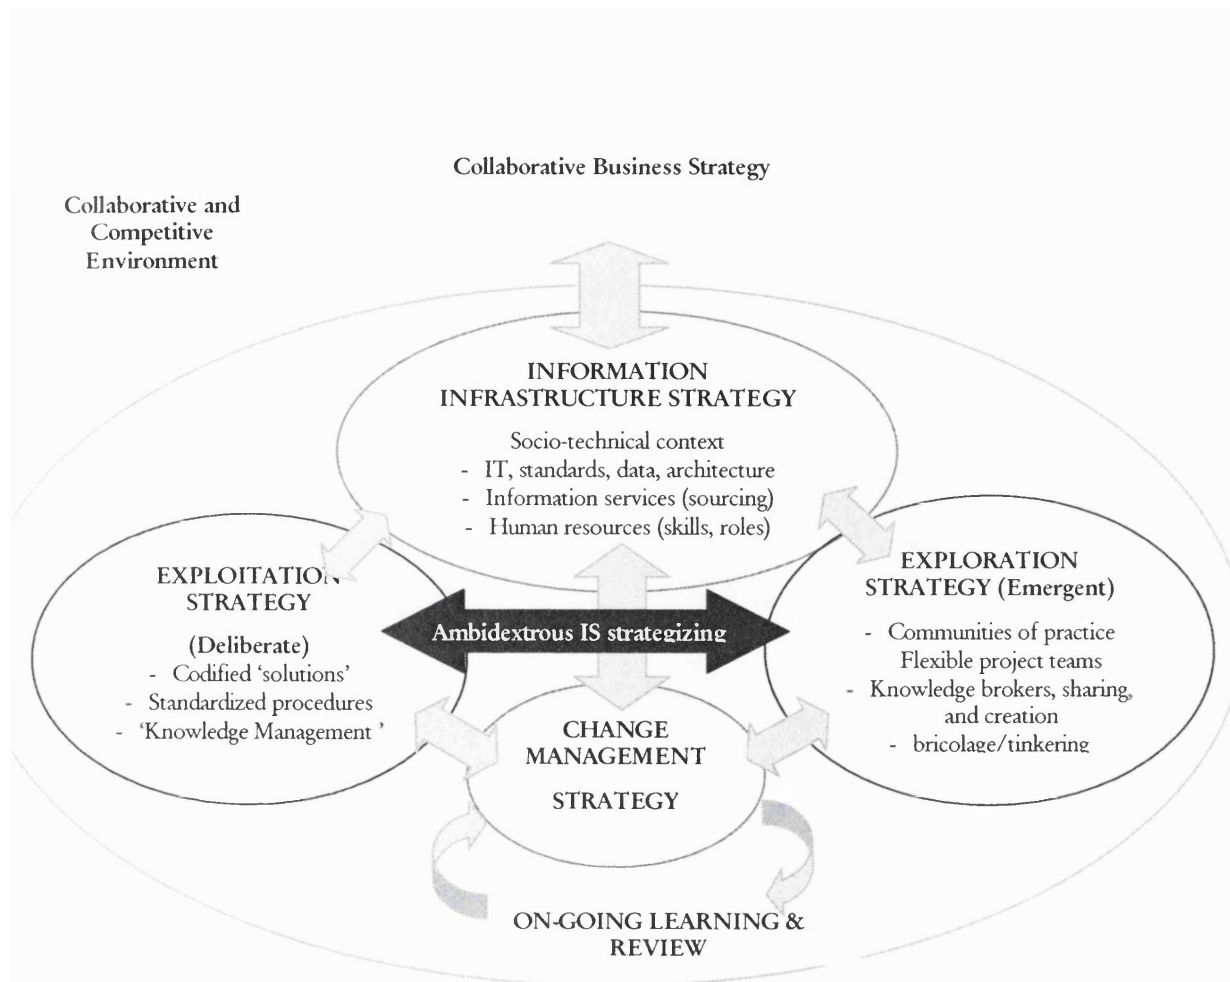 Collaborative Business Strategy
Collaborative and
Competitive
Environment
INFORMATION
INFRASTRUCTURE STRATEGY
Socio-technical context
- IT, standards, data, architecture
- Information services (sourcing)
- Human resources (skills, roles)
EXPLOITATION
STRATEGY
(Deliberate)
- Codified ‘solutions’
- Standardized procedures
- ‘Knowledge Management ’
Ambidextrous IS strategizing
EXPLORATION
STRATEGY (Emergent)
- Communities of practice
Flexible project teams
- Knowledge brokers, sharing,
and creation
- bricolage/tinkering
CHANGE
MANAGEMENT
STRATEGY
ON-GOING LEARNING &
REVIEW